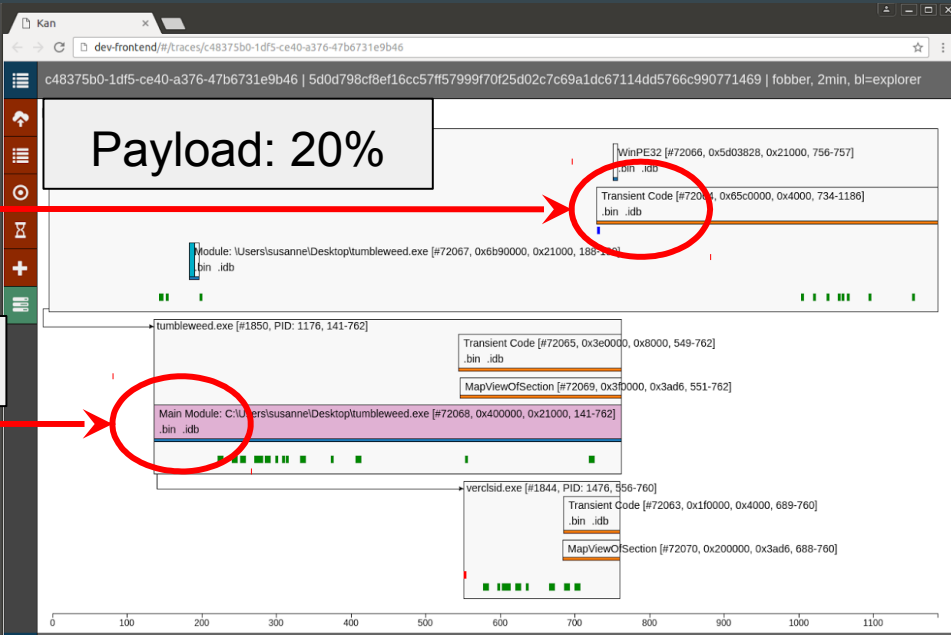 Kan
dev-frontend/#/traces/c48375b0-1df5-ce40-a376-47b6731e9b46
c48375b0-1df5-ce40-a376-47b6731e9b46 | 5d0d798cf8ef16cc57ff57999f70f25d02c7c69a1dc67114dd5766c990771469 | fobber, 2min, bl=explorer
Payload: 20%
WinPE32 [#72066, 0x5d03828, 0x21000, 756-757]
.bin .idb
Transient Code [#72064, 0x65c0000, 0x4000, 734-1186]
.bin .idb
Module: \Users\susanne\Desktop\tumbleweed.exe [#72067, 0x6b90000, 0x21000,
.bin .idb
tumbleweed.exe [#1850, PID: 1176, 141-762]
Transient Code [#72065, 0x3e0000, 0x8000, 549-762]
.bin .idb
MapViewOfSection [#72069, 0x3f0000, 0x3ad6, 551-762]
Main Module: C:\Users\susanne\Desktop\tumbleweed.exe [#72068, 0x400000, 0x21000, 141-762]
.bin .idb
verclsid.exe [#1844, PID: 1476, 556-760]
Transient Code [#72063, 0x1f0000, 0x4000, 689-760]
.bin .idb
MapViewOfSection [#72070, 0x200000, 0x3ad6, 688-760]
0 100 200 300 400 500 600 700 800 900 1000 1100